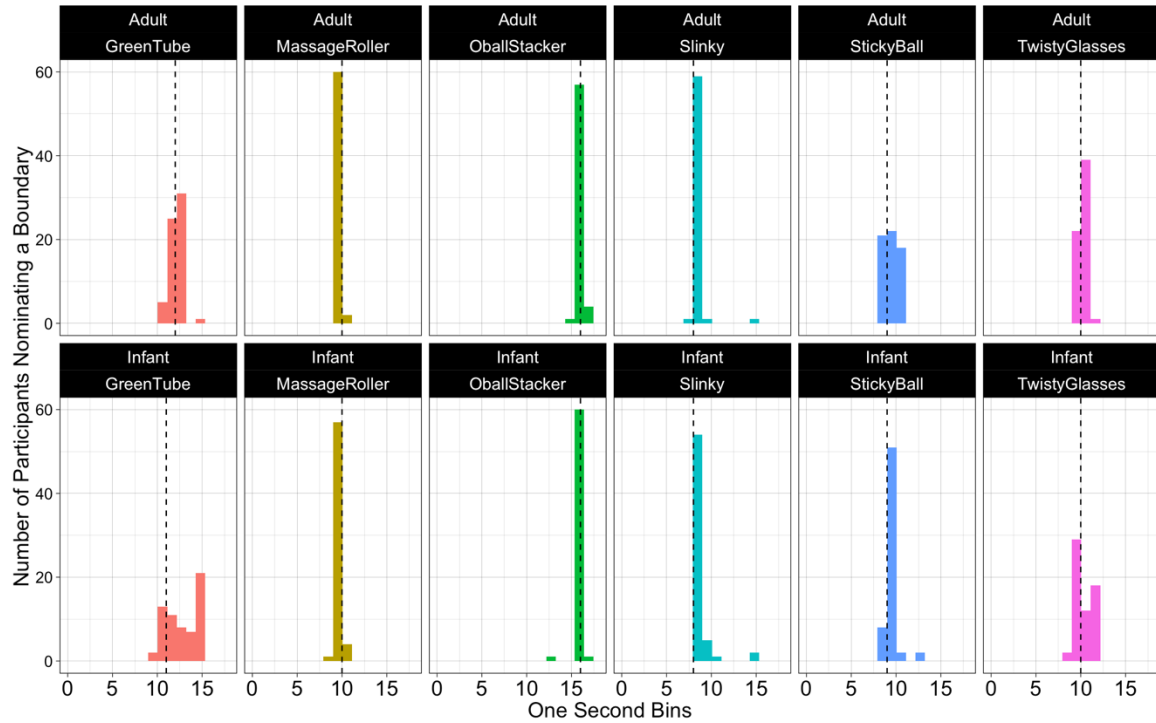 Adult Adult Adult Adult Adult Adult
GreenTube MassageRoller OballStacker Slinky StickyBall TwistyGlasses
60
40
20
0
Infant Infant Infant Infant Infant Infant
GreenTube MassageRoller OballStacker Slinky StickyBall TwistyGlasses
60
40
20
0
0 5 10 15 0 5 10 15 0 5 10 15 0 5 10 15 0 5 10 15 0 5 10 15
One Second Bins
Number of Participants Nominating a Boundary